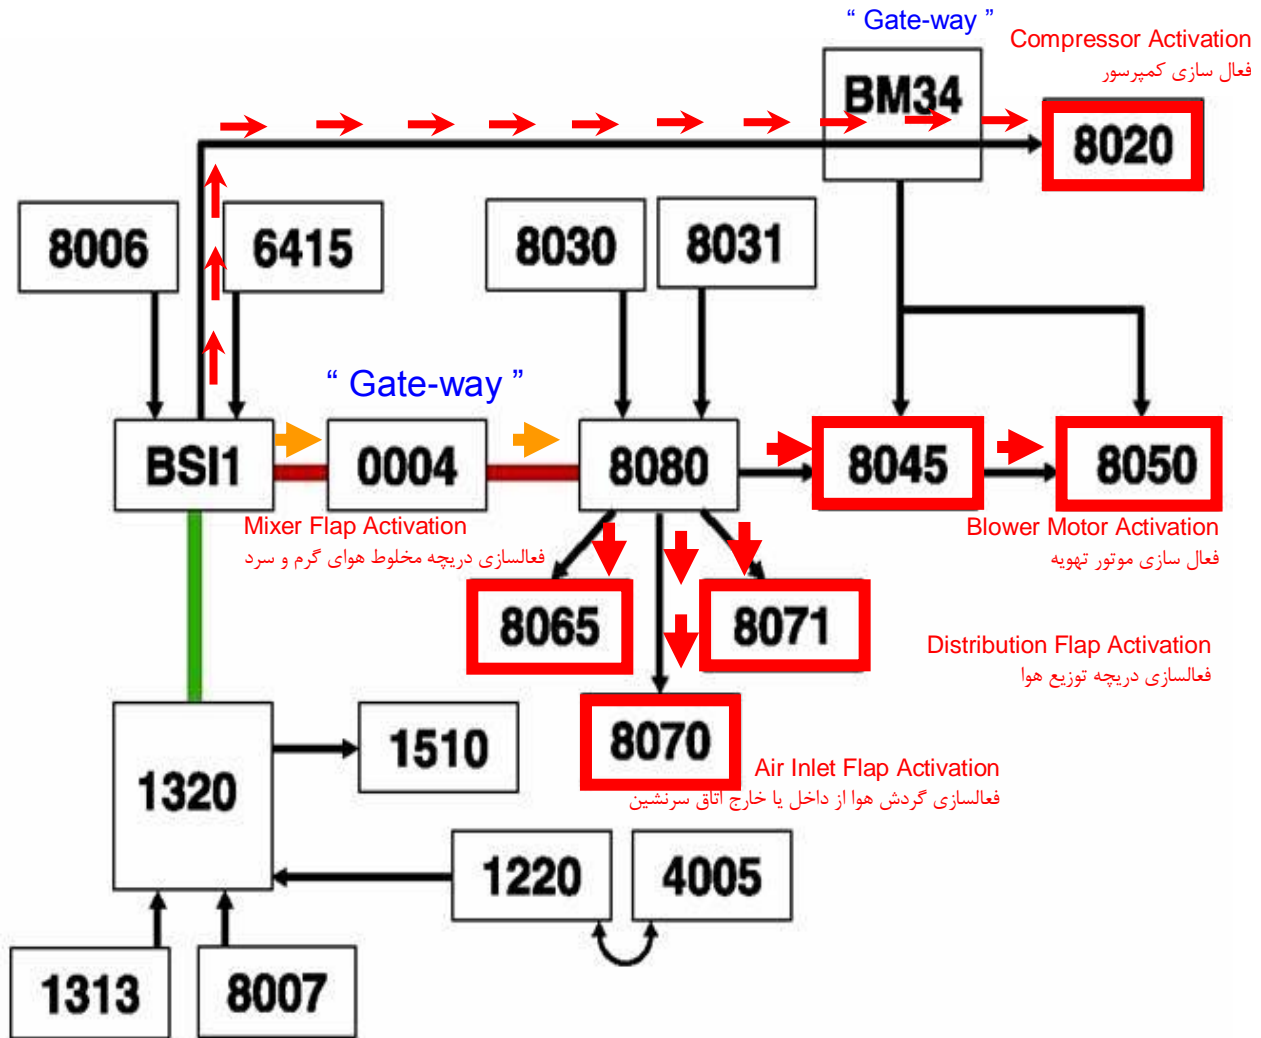 “ Gate-way ”
Compressor Activation
فعال سازی کمپرسور
BM34
8020
8006
6415
8030
8031
“ Gate-way ”
BSI1
0004
8080
8045
8050
Mixer Flap Activation
فعالسازی دریچه مخلوط هوای گرم و سرد
Blower Motor Activation
فعال سازی موتور تهویه
8065
8071
Distribution Flap Activation
فعالسازی دریچه توزیع هوا
8070
Air Inlet Flap Activation
فعالسازی گردش هوا از داخل یا خارج اتاق سرنشین
1320
1510
1220
4005
1313
8007